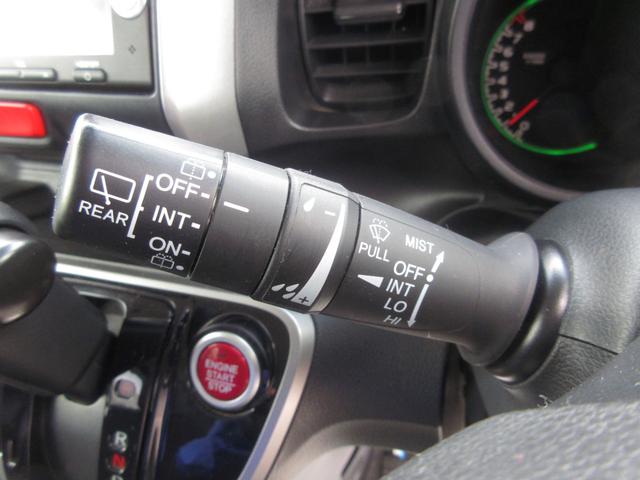 REAR
OFF
INT
ON
PULL
MIST
OFF
INT
LO
HI
ENGINE
START
STOP
R
N